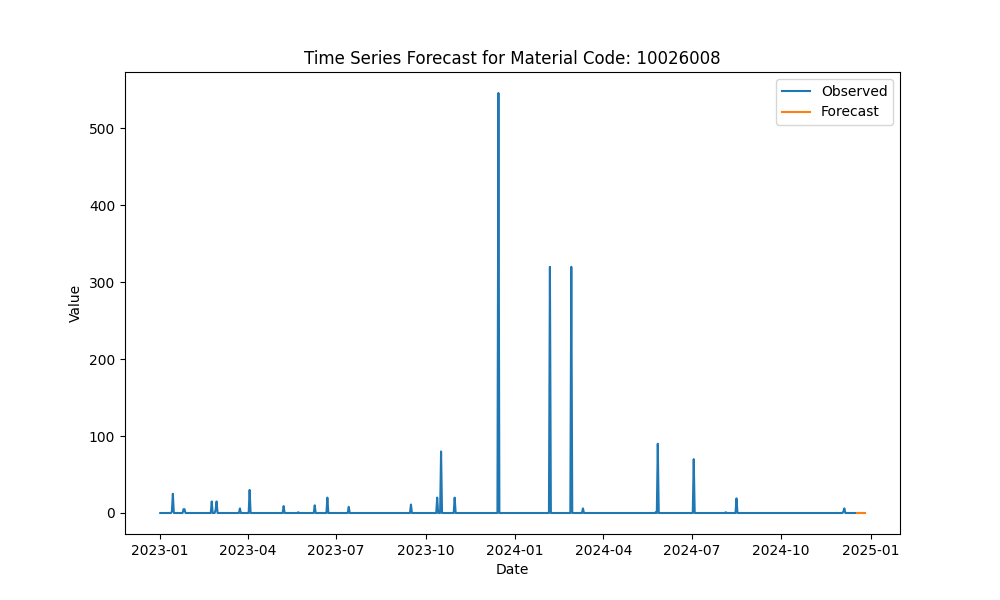 Time Series Forecast for Material Code: 10026008
Observed
Forecast
500
400
300
200
100
0
Value
2023-01 2023-04 2023-07 2023-10 2024-01 2024-04 2024-07 2024-10 2025-01
Date